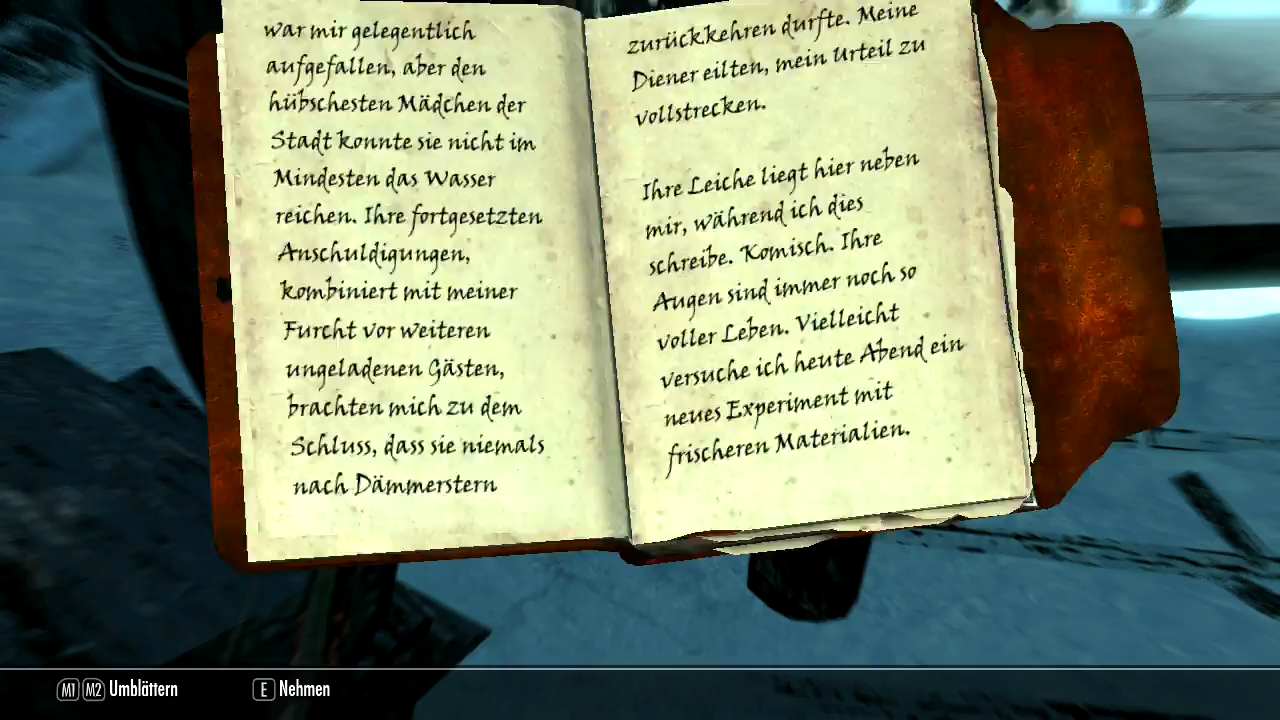 war mir gelegentlich
aufgefallen, aber den
hübschesten Mädchen der
Stadt konnte sie nicht im
Mindesten das Wasser
reichen. Ihre fortgesetzten
Anschuldigungen,
kombiniert mit meiner
Furcht vor weiteren
ungeladenen Gästen,
brachten mich zu dem
Schluss, dass sie niemals
nach Dämmerstern
zurückkehren durfte. Meine
Diener eilten, mein Urteil zu
vollstrecken.
Ihre Leiche liegt hier neben
mir, während ich dies
schreibe. Komisch. Ihre
Augen sind immer noch so
voller Leben. Vielleicht
versuche ich heute Abend ein
neues Experiment mit
frischeren Materialien.
M1 M2 Umblättern
E Nehmen